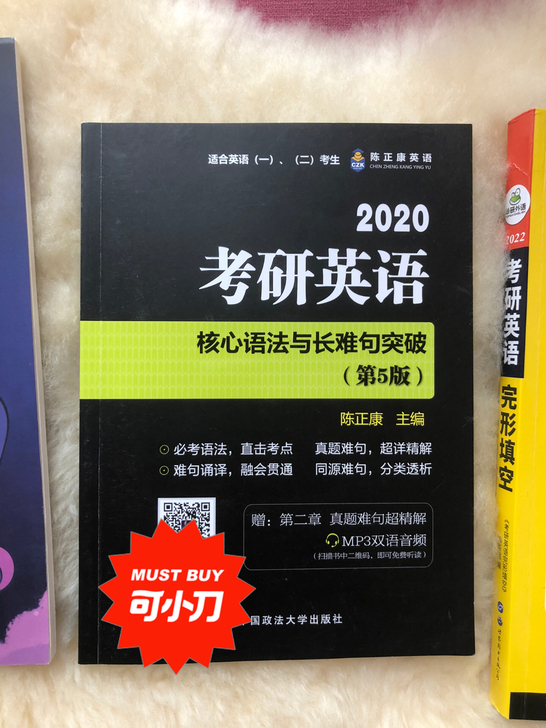 适合英语（一）、（二）考生
CZK
陈正康英语
CHEN ZHENG KANG YING YU
2020
考研英语
核心语法与长难句突破
（第5版）
陈正康 主编
必考语法，直击考点 真题难句，超详精解
难句诵译，融会贯通 同源难句，分类透析
赠：第二章 真题难句超精解
MP3双语音频
（扫描书中二维码，即可免费听读）
国政法大学出版社
MUST BUY
可小刀
2022
考研英语
完形填空